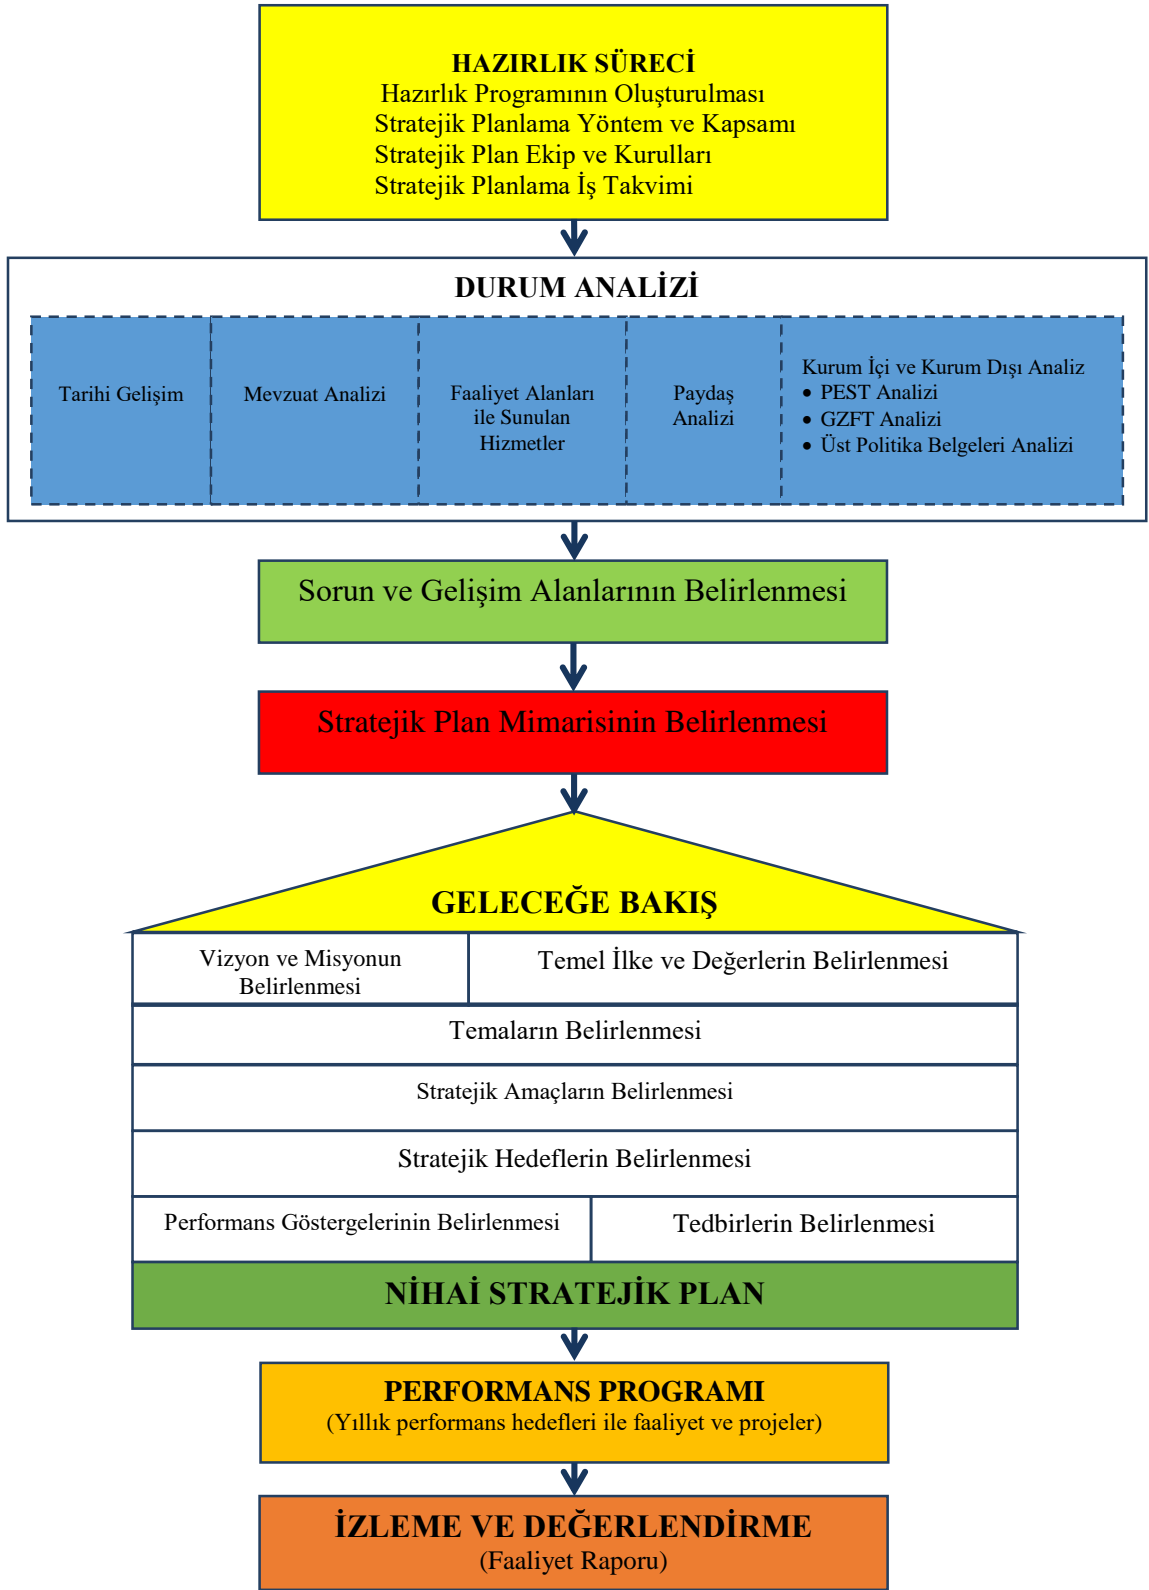 HAZIRLIK SÜRECİ
Hazırlık Programının Oluşturulması
Stratejik Planlama Yöntem ve Kapsamı
Stratejik Plan Ekip ve Kurulları
Stratejik Planlama İş Takvimi
DURUM ANALİZİ
Tarihi Gelişim
Mevzuat Analizi
Faaliyet Alanları
ile Sunulan
Hizmetler
Paydaş
Analizi
Kurum İçi ve Kurum Dışı Analiz
• PEST Analizi
• GZFT Analizi
• Üst Politika Belgeleri Analizi
Sorun ve Gelişim Alanlarının Belirlenmesi
Stratejik Plan Mimarisinin Belirlenmesi
GELECEĞE BAKIŞ
Vizyon ve Misyonun
Belirlenmesi
Temel İlke ve Değerlerin Belirlenmesi
Temaların Belirlenmesi
Stratejik Amaçların Belirlenmesi
Stratejik Hedeflerin Belirlenmesi
Performans Göstergelerinin Belirlenmesi
Tedbirlerin Belirlenmesi
NİHAİ STRATEJİK PLAN
PERFORMANS PROGRAMI
(Yıllık performans hedefleri ile faaliyet ve projeler)
İZLEME VE DEĞERLENDİRME
(Faaliyet Raporu)